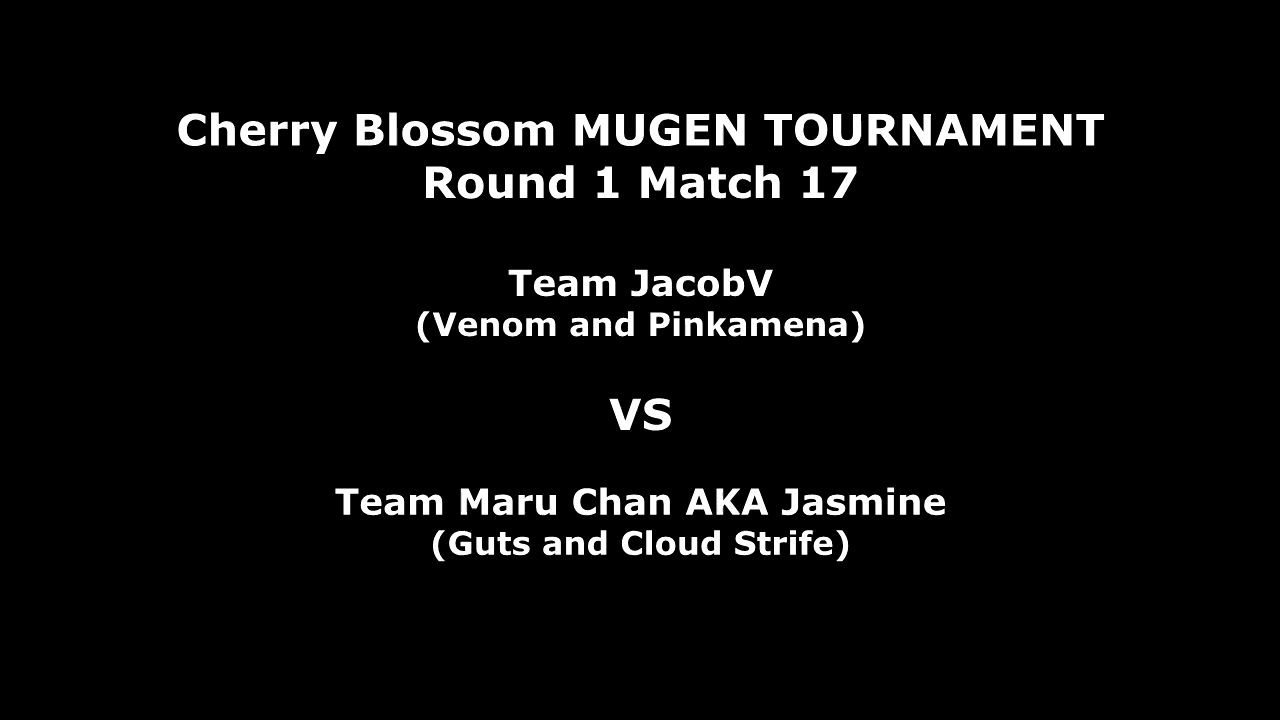 Cherry Blossom MUGEN TOURNAMENT
Round 1 Match 17
Team JacobV
(Venom and Pinkamena)
VS
Team Maru Chan AKA Jasmine
(Guts and Cloud Strife)